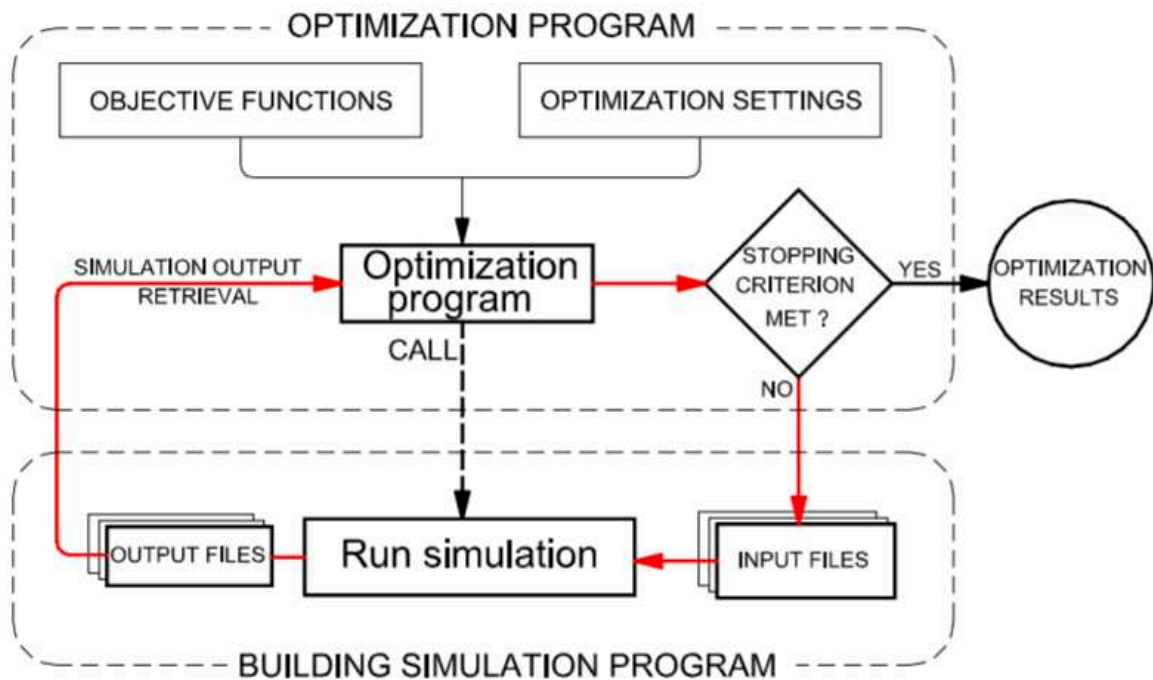 OPTIMIZATION PROGRAM
OBJECTIVE FUNCTIONS
OPTIMIZATION SETTINGS
SIMULATION OUTPUT
RETRIEVAL
Optimization
program
STOPPING
CRITERION
MET ?
YES
OPTIMIZATION
RESULTS
CALL
NO
OUTPUT FILES
Run simulation
INPUT FILES
BUILDING SIMULATION PROGRAM